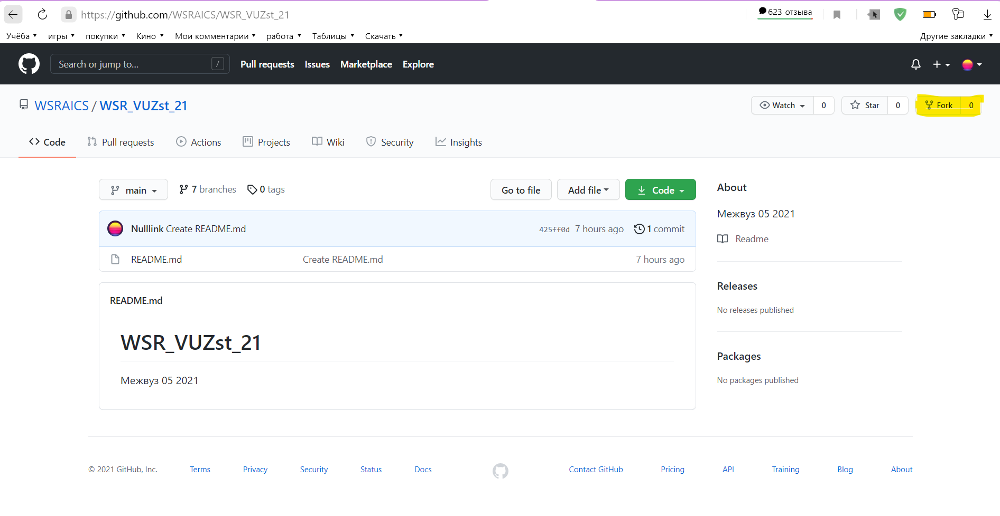 https://github.com/WSRAICS/WSR_VUZst_21
623 отзыва
Учёба игры покупки Кино Мои комментарии работа Таблицы Скачать Другие закладки
Search or jump to... / Pull requests Issues Marketplace Explore
WSRAICS / WSR_VUZst_21 Watch 0 Star 0 Fork 0
Code Pull requests Actions Projects Wiki Security Insights
main 7 branches 0 tags Go to file Add file Code
Nulllink Create README.md 425ff0d 7 hours ago 1 commit
README.md Create README.md 7 hours ago
README.md
WSR_VUZst_21
Межвуз 05 2021
About
Межвуз 05 2021
Readme
Releases
No releases published
Packages
No packages published
© 2021 GitHub, Inc. Terms Privacy Security Status Docs Contact GitHub Pricing API Training Blog About